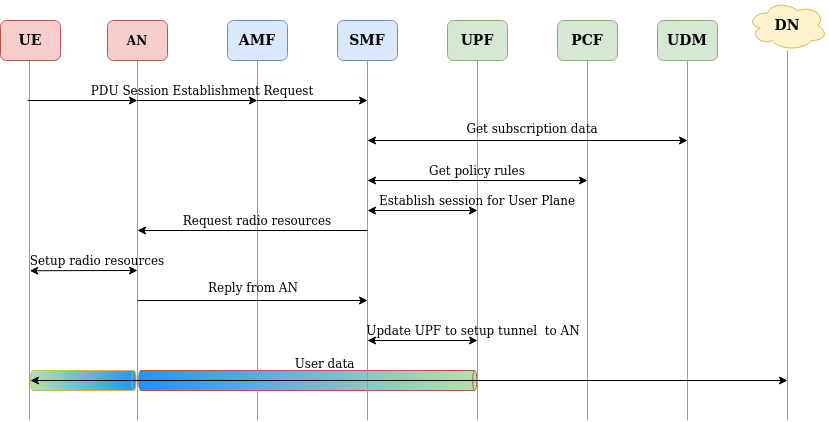 UE
AN
AMF
SMF
UPF
PCF
UDM
DN
PDU Session Establishment Request
Get subscription data
Get policy rules
Establish session for User Plane
Request radio resources
Setup radio resources
Reply from AN
Update UPF to setup tunnel  to AN
User data